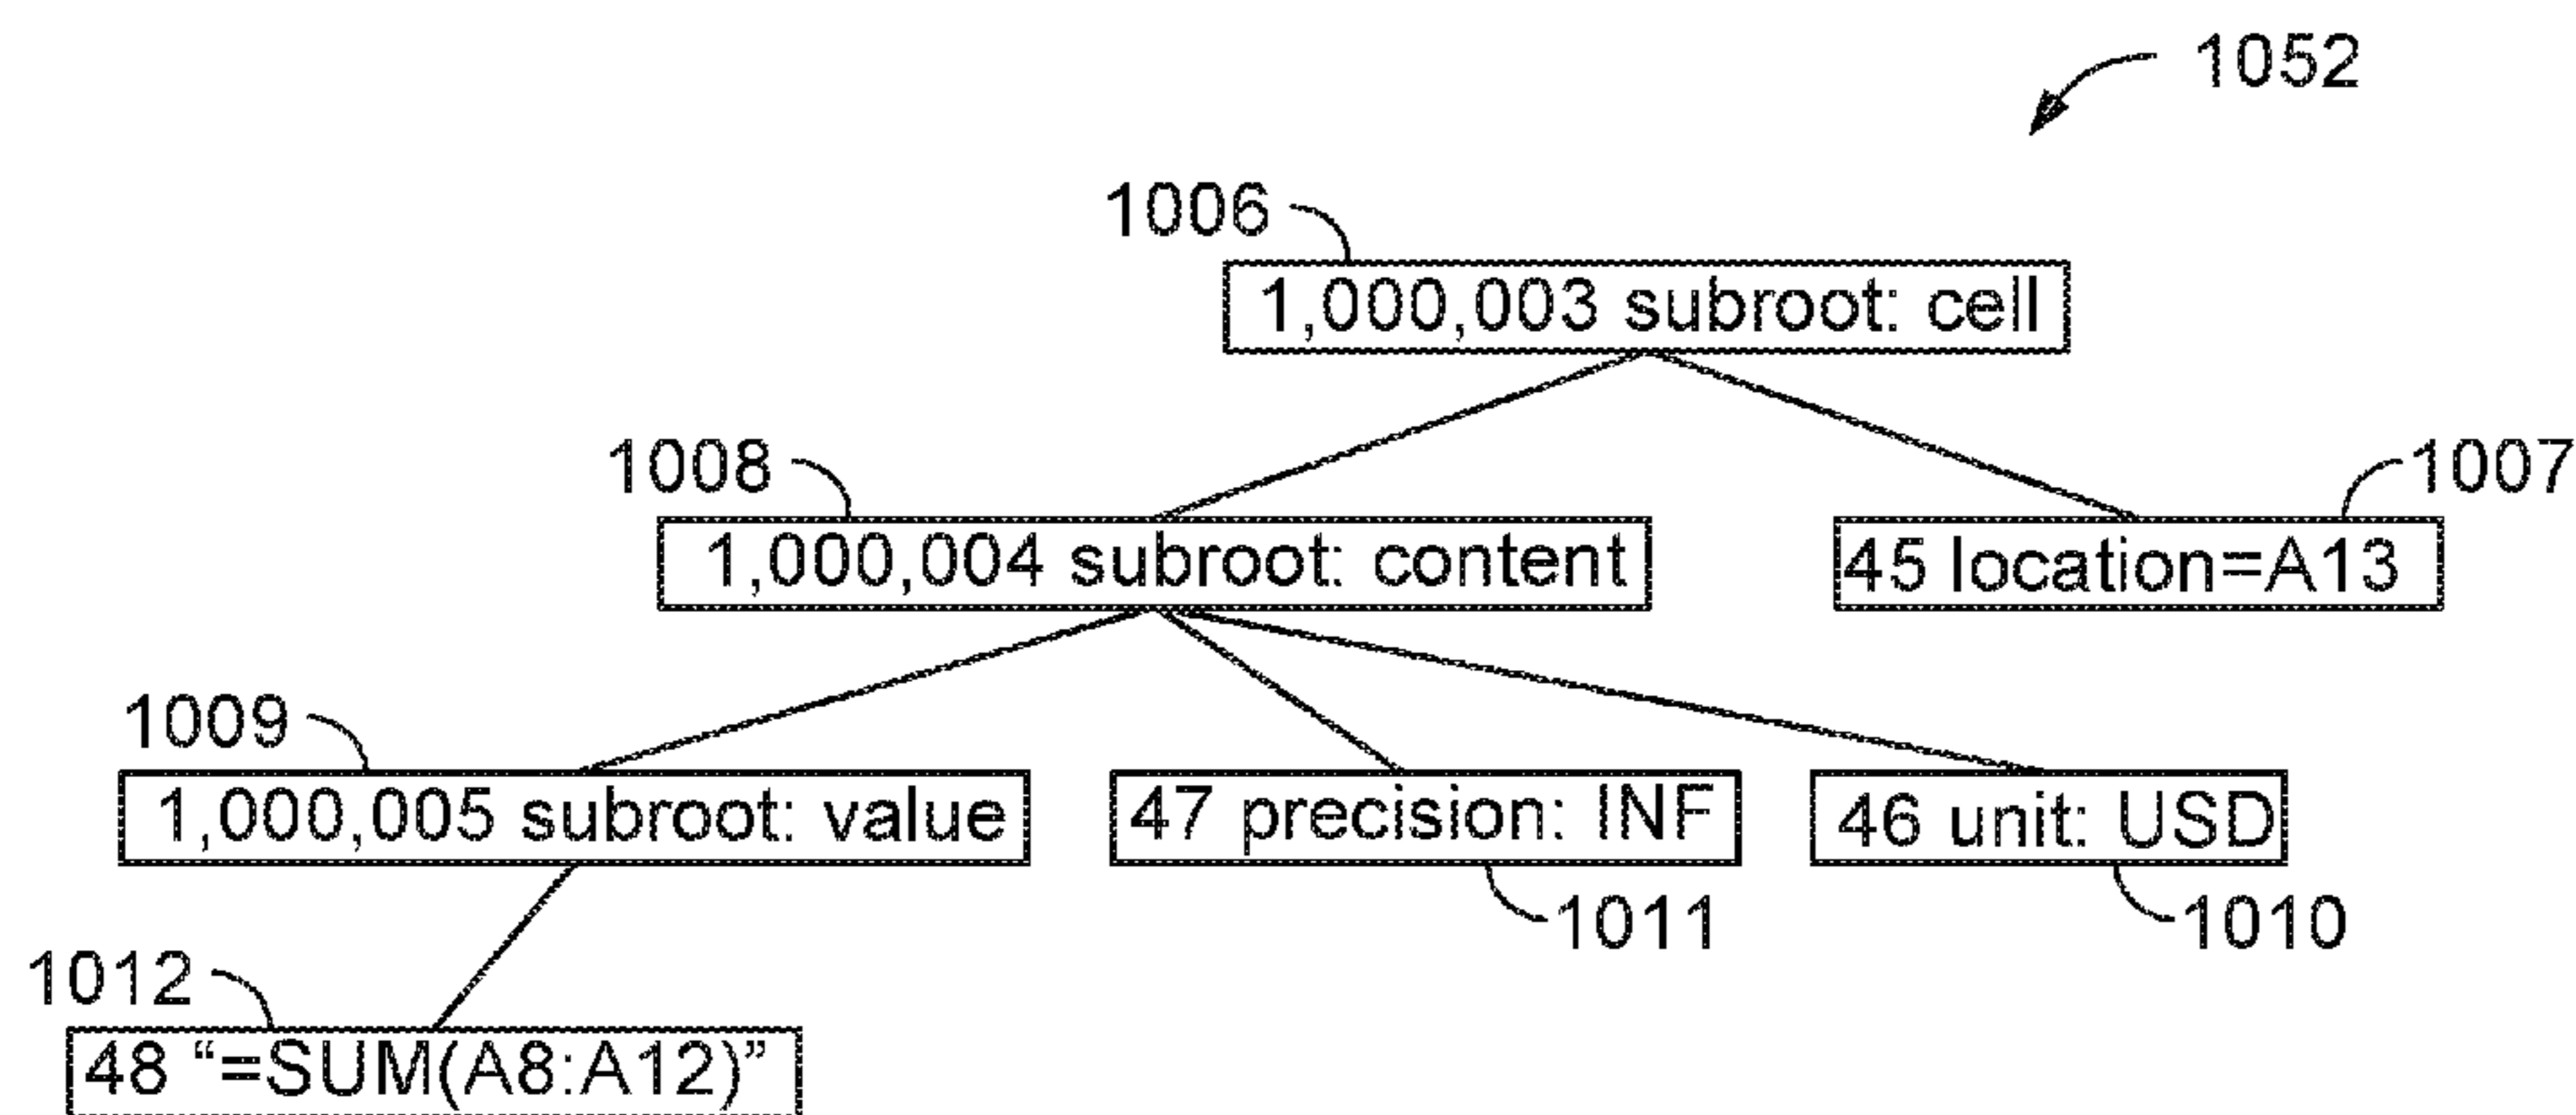 1052
1006
1,000,003 subroot: cell
1008
1007
1,000,004 subroot: content
45 location=A13
1009
1,000,005 subroot: value
47 precision: INF
46 unit: USD
1011
1010
1012
48 “=SUM(A8:A12)”